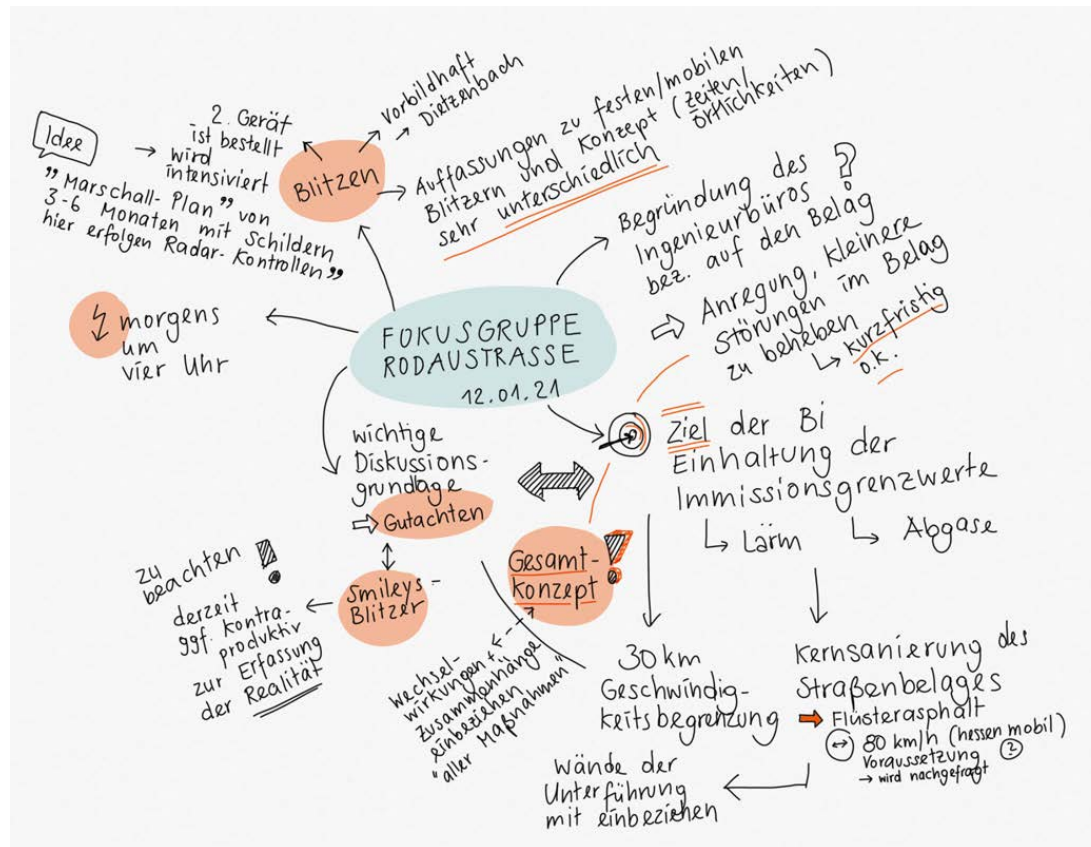 FOKUSGRUPPE
RODAUSTRASSE
12.01.21
Blitzen
2. Gerät
ist bestellt
→ wird
intensiviert
vorbildhaft
→ Dietzenbach
Auffassungen zu festen/mobilen
Blitzern und Konzept (zeiten/
örtlichkeiten)
sehr unterschiedlich
Idee
"Marschall-Plan" von
3-6 Monaten mit Schildern
hier erfolgen Radar-Kontrollen"
morgens
um
vier Uhr
Begründung des
Ingenieurbüros ?
bez. auf den Belag
Anregung, kleinere
Störungen im Belag
zu beheben
kurzfristig
o.k.
Ziel der Bi
Einhaltung der
Immissionsgrenzwerte
Lärm
Abgase
wichtige
Diskussions-
grundlage
Gutachten
Smileys-
Blitzer
zu
beachten !
derzeit
ggf. kontra-
produktiv
zur Erfassung
der Realität
Gesamt-
konzept !
wechsel-
wirkungen +
zusammenhänge
einbeziehen
"aller Maßnahmen"
30 km
Geschwindig-
keitsbegrenzung
Kernsanierung des
Straßenbelages
Flüsterasphalt
↔ 80 km/h (hessen mobil)
Voraussetzung ?
→ wird nachgefragt
Wände der
Unterführung
mit einbeziehen